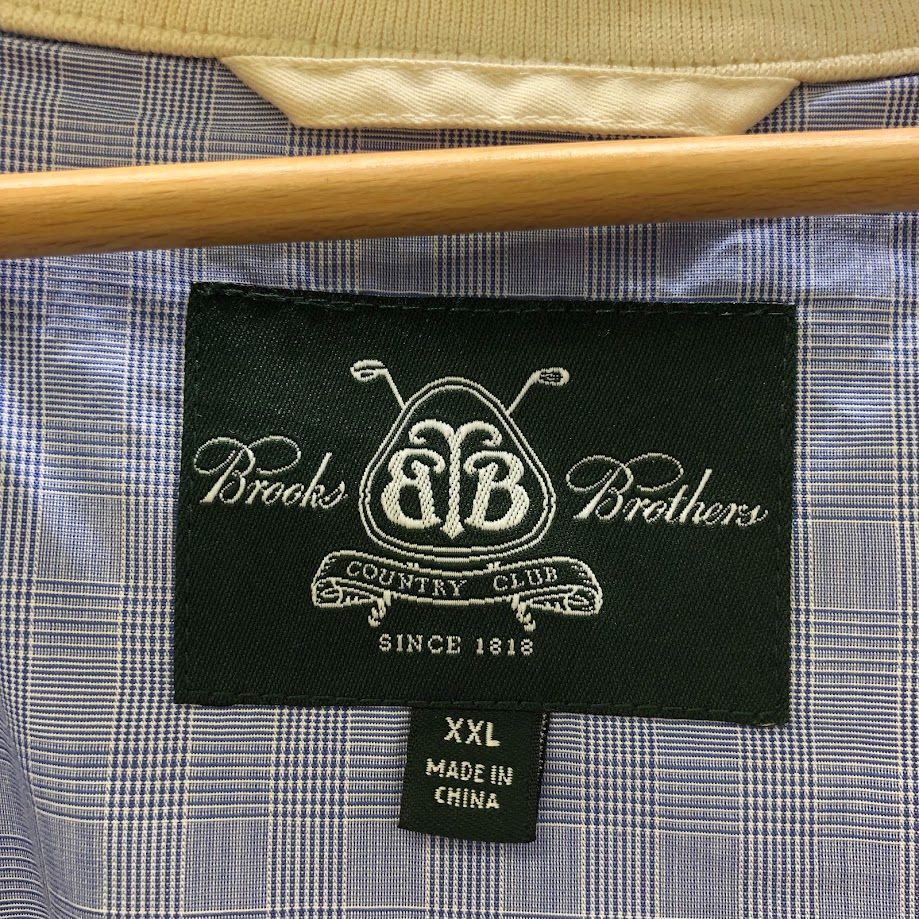 Brooks BB Brothers
COUNTRY CLUB
SINCE 1818
XXL
MADE IN
CHINA